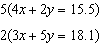 5(4x + 2y = 15.5)
2(3x + 5y = 18.1)